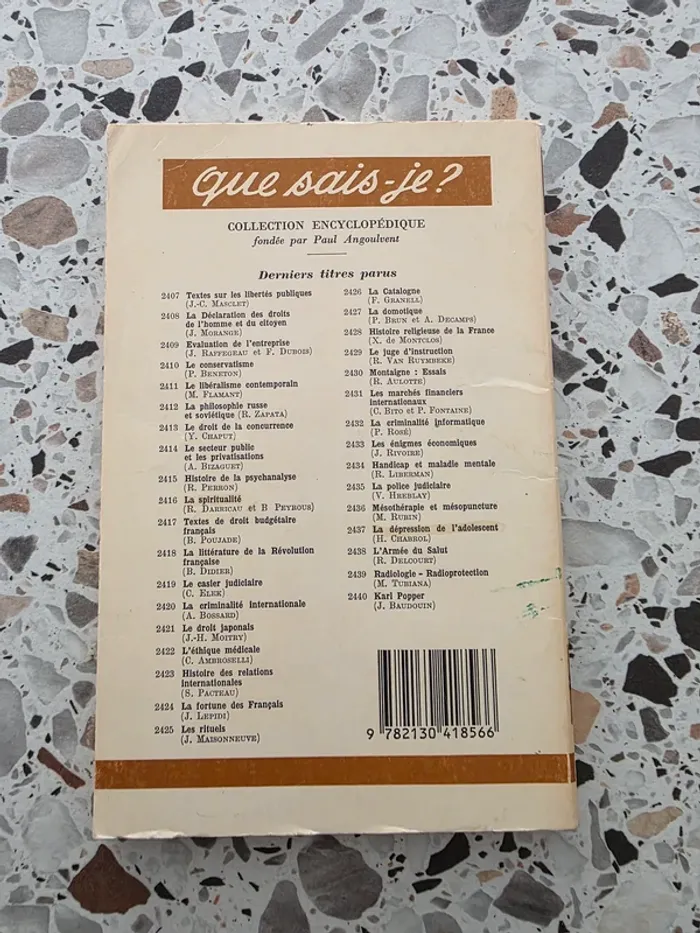 que sais-je?
COLLECTION ENCYCLOPÉDIQUE
fondée par Paul Angoulvent
Derniers titres parus
2407 Textes sur les libertés publiques
(J.-C. MASCLET)
2408 La Déclaration des droits
de l'homme et du citoyen
(J. MORANGE)
2409 Evaluation de l'entreprise
(J. RAFFEGEAU et F. DUBOIS)
2410 Le conservatisme
(P. BENETON)
2411 Le libéralisme contemporain
(M. FLAMANT)
2412 La philosophie russe
et soviétique (R. ZAPATA)
2413 Le droit de la concurrence
(Y. CHAPUT)
2414 Le secteur public
et les privatisations
(A. BIZAGUET)
2415 Histoire de la psychanalyse
(R. PERRON)
2416 La spiritualité
(R. DARRICAU et B PEYROUS)
2417 Textes de droit budgétaire
français
(B. POUJADE)
2418 La littérature de la Révolution
française
(B. DIDIER)
2419 Le casier judiciaire
(C. ELEK)
2420 La criminalité internationale
(A. BOSSARD)
2421 Le droit japonais
(J.-H. MOITRY)
2422 L'éthique médicale
(C. AMBROSELLI)
2423 Histoire des relations
internationales
(S. PACTEAU)
2424 La fortune des Français
(J. LEPIDI)
2425 Les rituels
(J. MAISONNEUVE)
2426 La Catalogne
(F. GRANELL)
2427 La domotique
(P. BRUN et A. DECAMPS)
2428 Histoire religieuse de la France
(X. de MONTCLOS)
2429 Le juge d'instruction
(R. VAN RUYMBEKE)
2430 Montaigne : Essais
(R. AULOTTE)
2431 Les marchés financiers
internationaux
(C. BITO et P. FONTAINE)
2432 La criminalité informatique
(P. ROSÉ)
2433 Les énigmes économiques
(J. RIVOIRE)
2434 Handicap et maladie mentale
(R. LIBERMAN)
2435 La police judiciaire
(V. HREBLAY)
2436 Mésothérapie et mésopuncture
(M. RUBIN)
2437 La dépression de l'adolescent
(H. CHABROL)
2438 L'Armée du Salut
(R. DELCOURT)
2439 Radiologie - Radioprotection
(M. TUBIANA)
2440 Karl Popper
(J. BAUDOUIN)
9 782130 418566